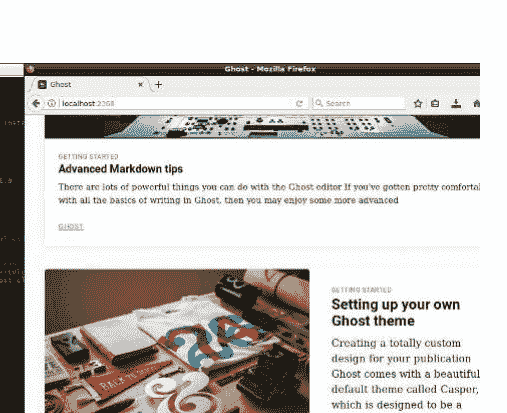 Ghost - Mozilla Firefox
Ghost
localhost:2368
Search
GETTING STARTED
Advanced Markdown tips
There are lots of powerful things you can do with the Ghost editor If you've gotten pretty comfortal
with all the basics of writing in Ghost, then you may enjoy some more advanced
GHOST
GETTING STARTED
Setting up your own
Ghost theme
Creating a totally custom
design for your publication
Ghost comes with a beautiful
default theme called Casper,
which is designed to be a